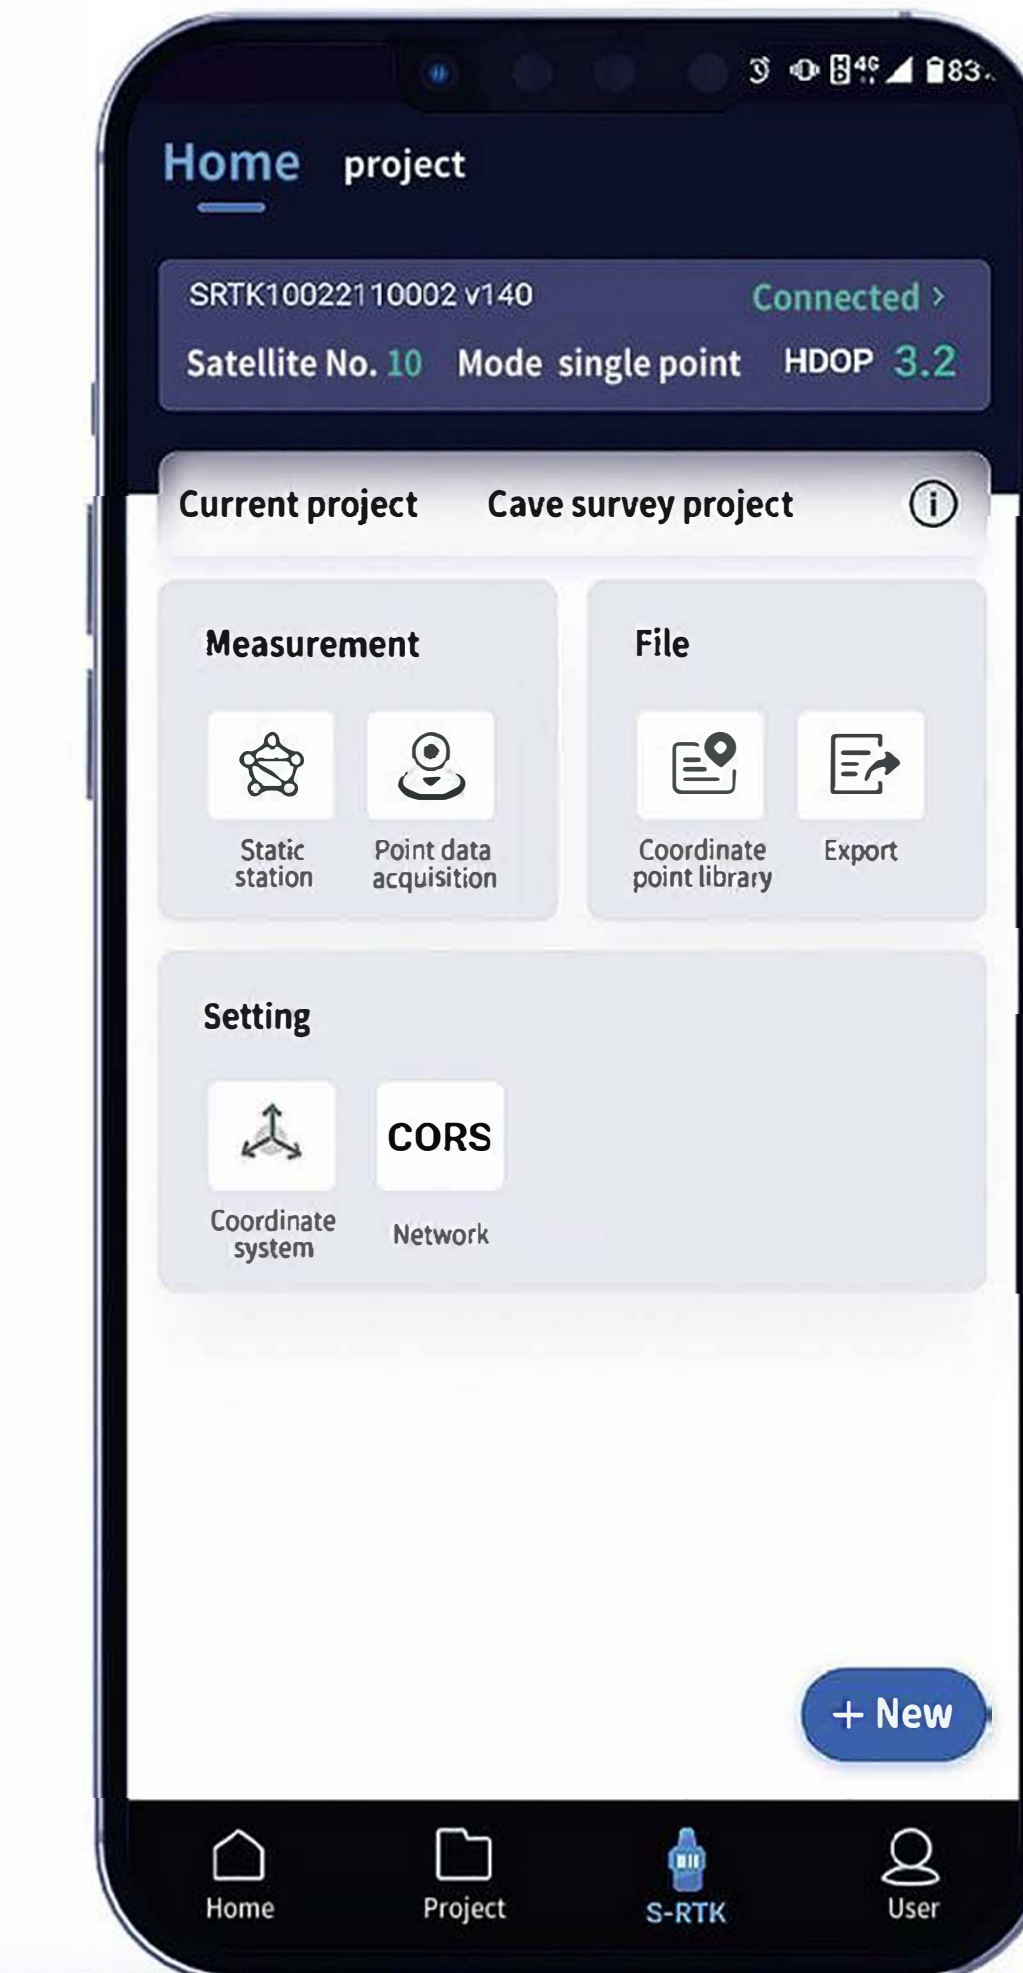 4G 83
Home project
SRTK10022110002 v140 Connected >
Satellite No. 10 Mode single point HDOP 3.2
Current project Cave survey project
Measurement File
Static station Point data acquisition Coordinate point library Export
Setting
CORS
Coordinate system Network
+ New
Home Project S-RTK User